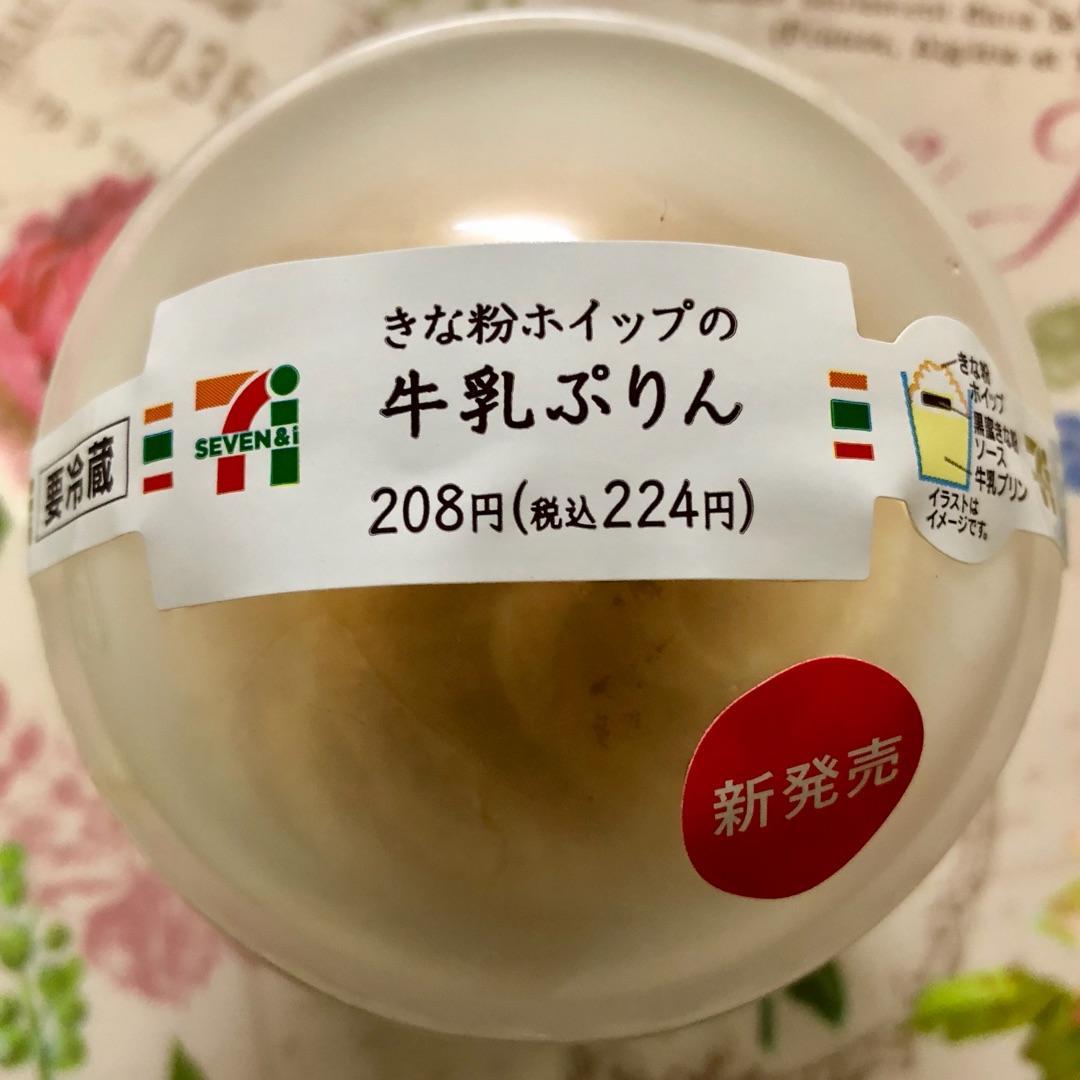 きな粉ホイップの
牛乳ぷりん
208円(税込224円)
SEVEN&i
要冷蔵
きな粉
ホイップ
黒蜜きな粉
ソース
牛乳プリン
イラストは
イメージです。
新発売
036